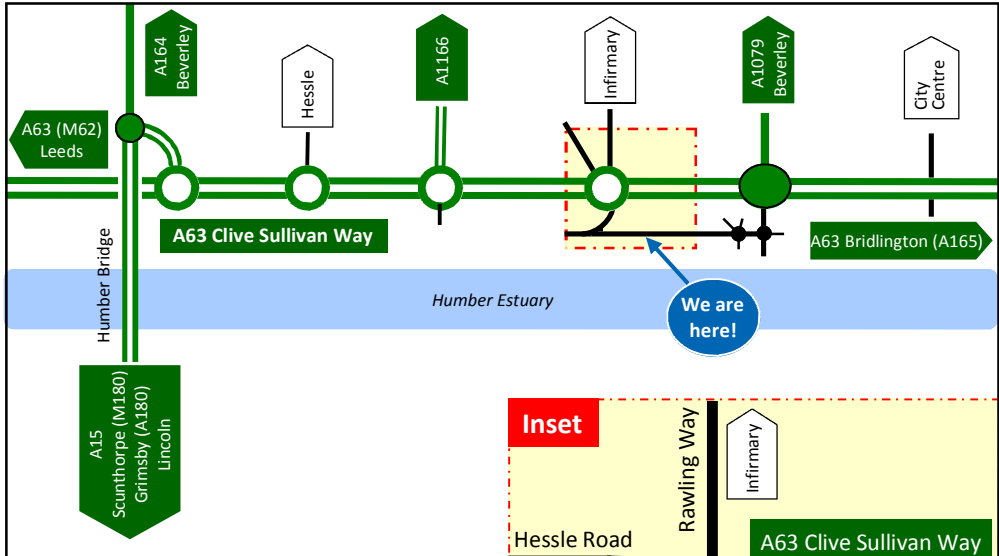 A164
Beverley
Hessle
A1166
Infirmary
A1079
Beverley
City
Centre
A63 (M62)
Leeds
A63 Clive Sullivan Way
A63 Bridlington (A165)
Humber Bridge
Humber Estuary
We are
here!
A15
Scunthorpe (M180)
Grimsby (A180)
Lincoln
Inset
Rawling Way
Infirmary
Hessle Road
A63 Clive Sullivan Way